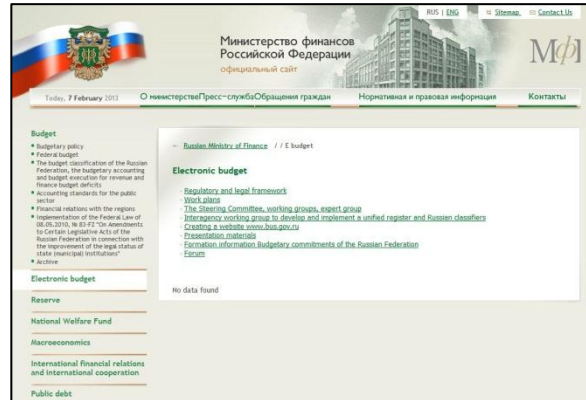 RUS | ENG
Sitemap
Contact Us
Министерство финансов
Российской Федерации
официальный сайт
Мф]
Today, 7 February 2013
О министерстве
Пресс-служба
Обращения граждан
Нормативная и правовая информация
Контакты
Budget
Budgetary policy
Federal budget
The budget classification of the Russian
Federation, the budgetary accounting
and budget execution for revenue and
finance budget deficits
Accounting standards for the public
sector
Financial relations with the regions
Implementation of the Federal Law of
08.05.2010, № 83-FZ "On Amendments
to Certain Legislative Acts of the
Russian Federation in connection with
the improvement of the legal status of
state (municipal) institutions"
Archive
Electronic budget
Reserve
National Welfare Fund
Macroeconomics
International financial relations
and international cooperation
Public debt
← Russian Ministry of Finance / / E budget
Electronic budget
Regulatory and legal framework
Work plans
The Steering Committee, working groups, expert group
Interagency working group to develop and implement a unified register and Russian classifiers
Creating a website www.bus.gov.ru
Presentation materials
Formation information Budgetary commitments of the Russian Federation
Forum
No data found